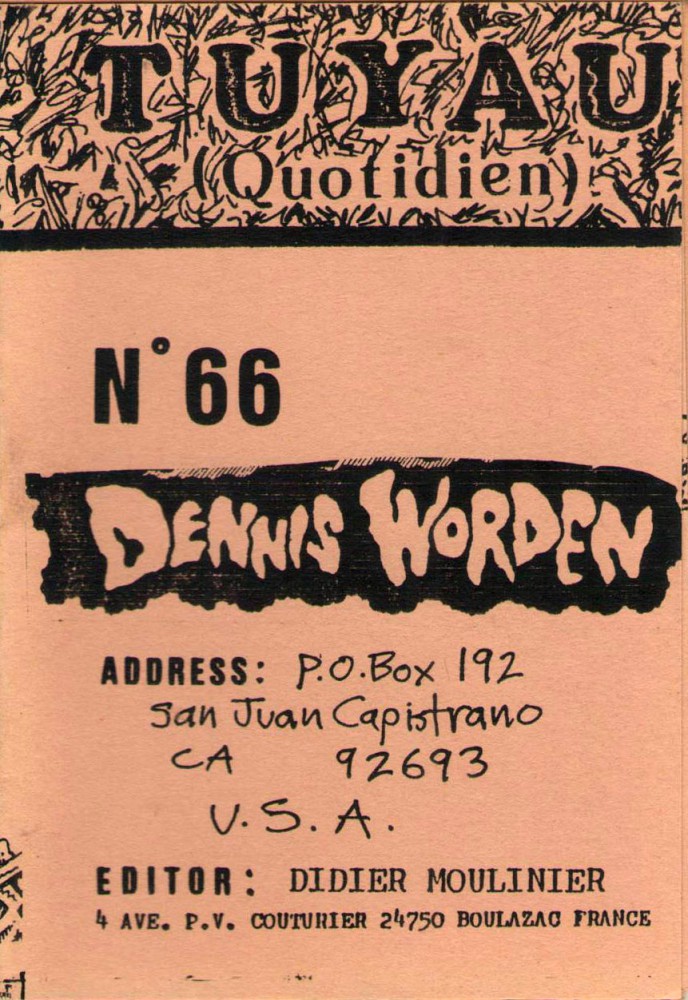 TUYAU
(Quotidien)
N°66
DENNIS WORDEN
ADDRESS: P.O.Box 192
San Juan Capistrano
CA 92693
U.S.A.
EDITOR: DIDIER MOULINIER
4 AVE. P.V. COUTURIER 24750 BOULAZAC FRANCE